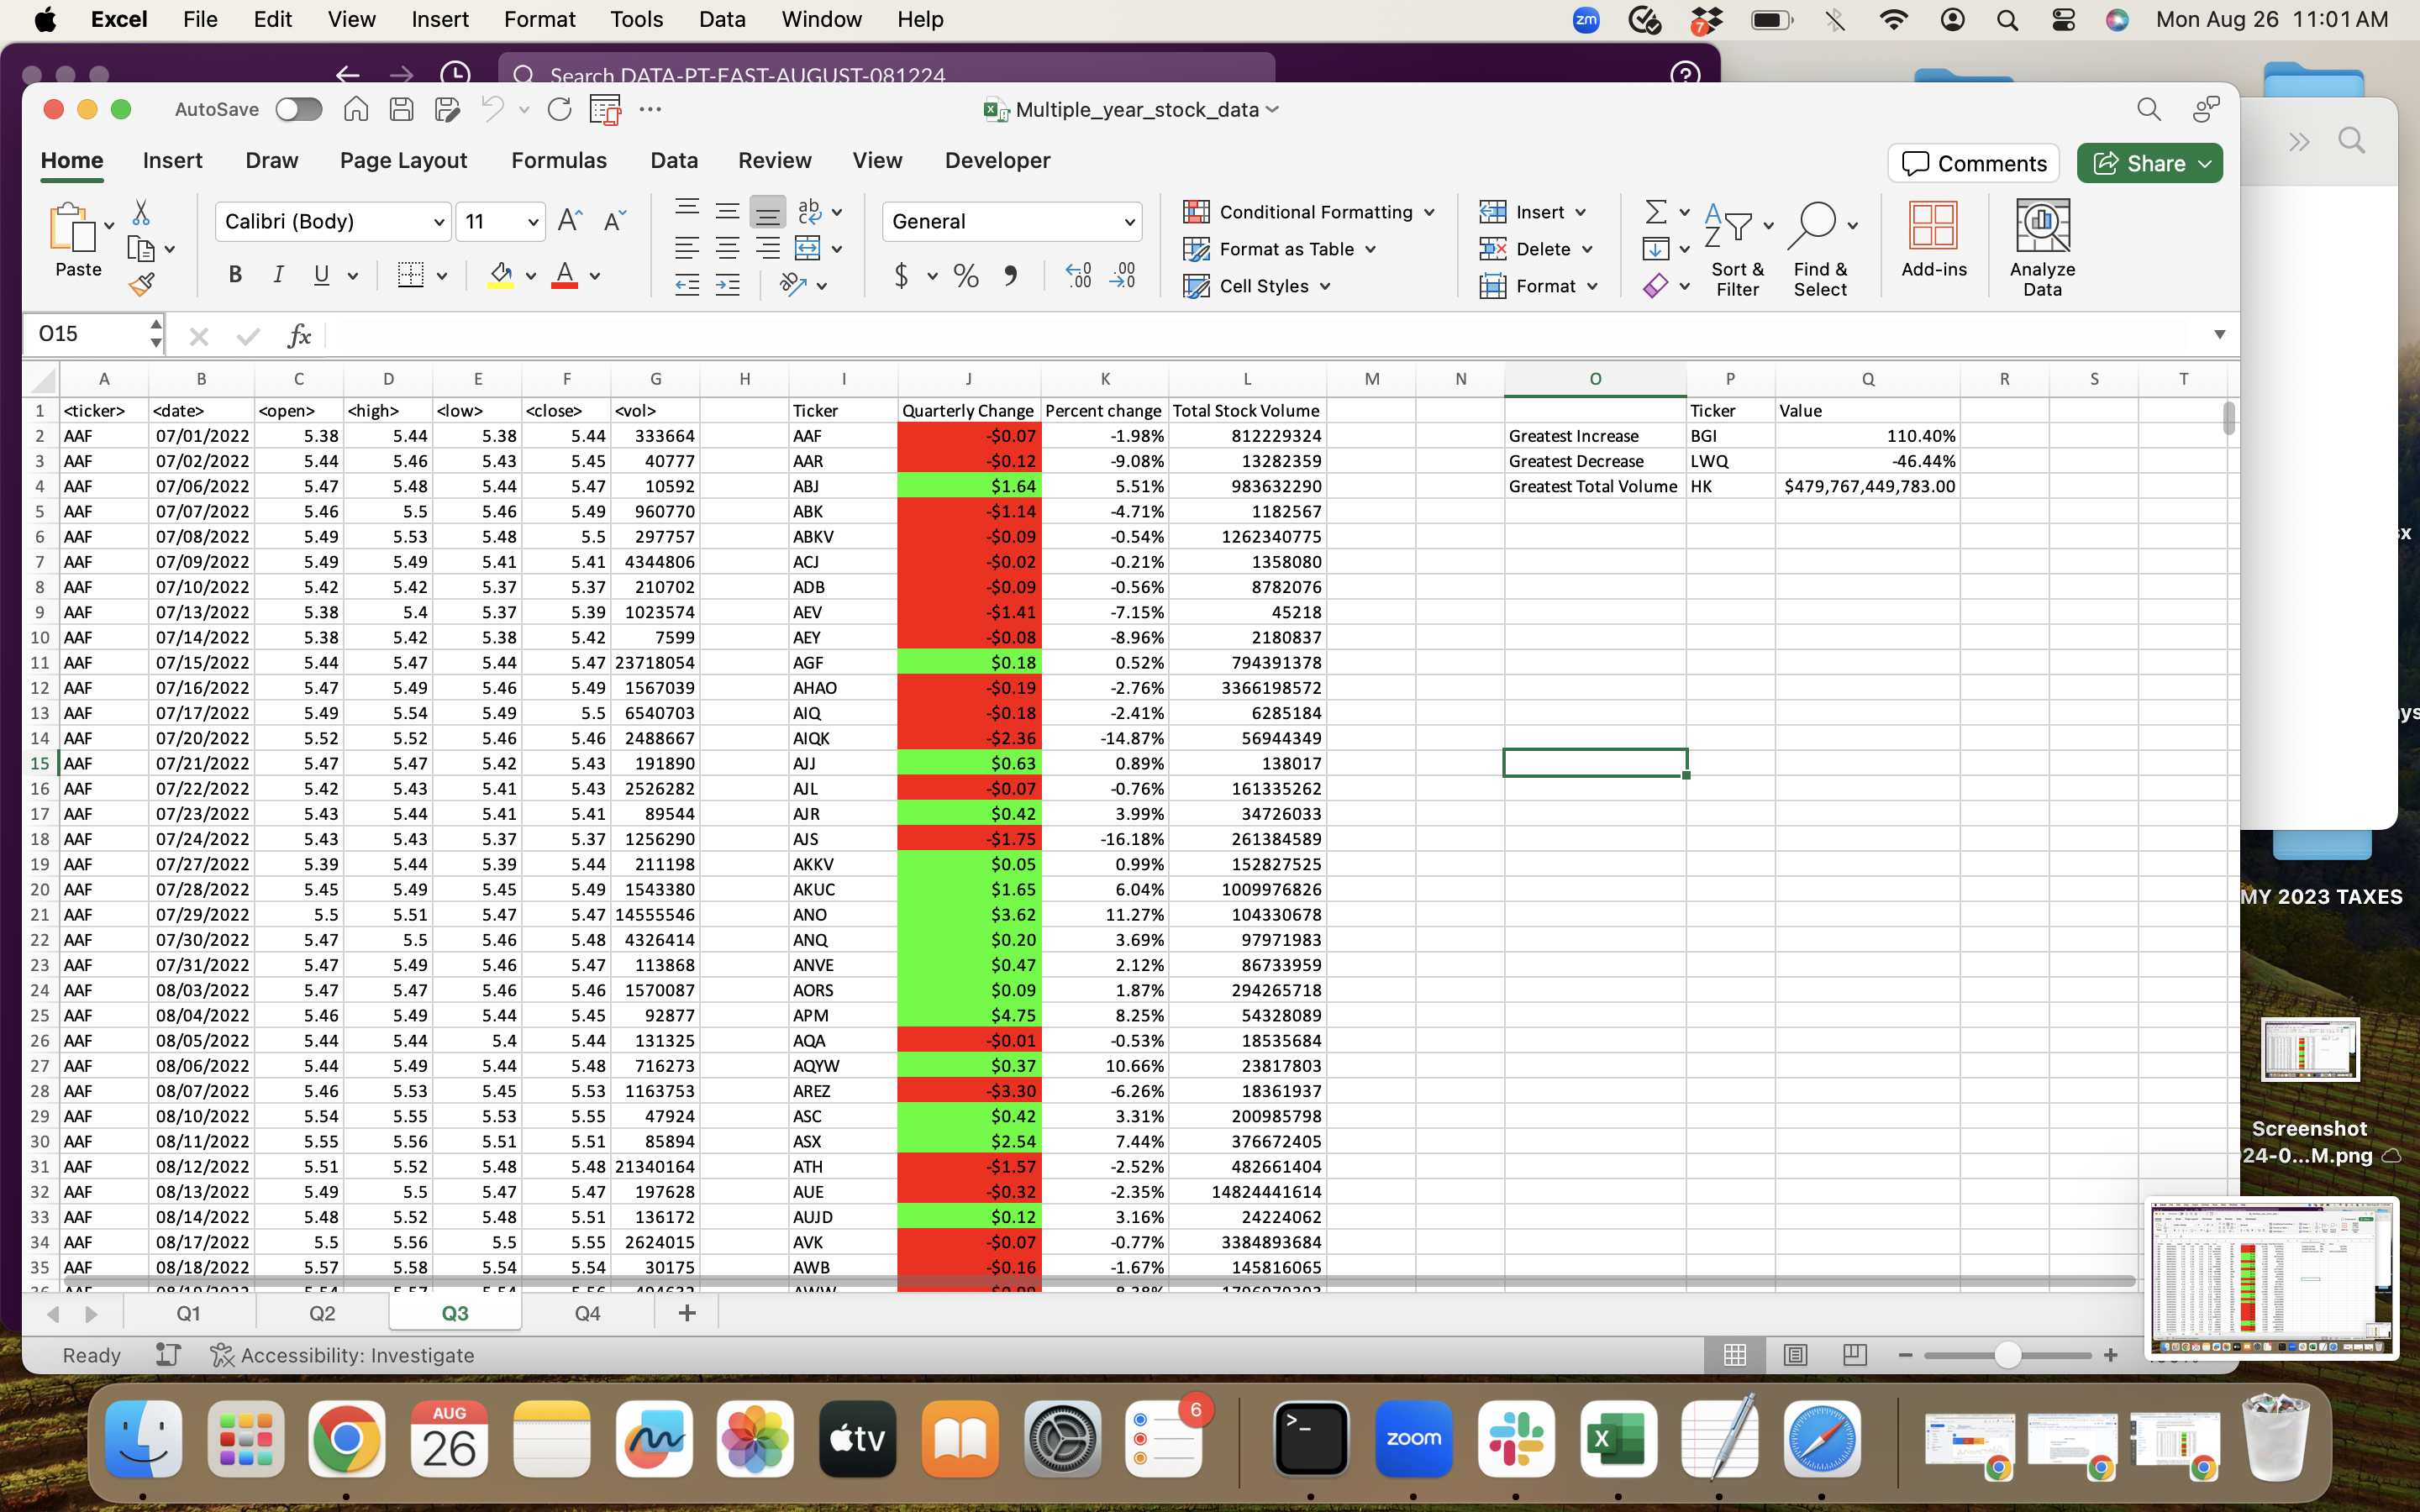 Excel File Edit View Insert Format Tools Data Window Help zm 7 Mon Aug 26 11:01 AM
Search DATA-PT-EAST-AUGUST-081224
AutoSave Multiple_year_stock_data
Home Insert Draw Page Layout Formulas Data Review View Developer Comments Share
Paste Calibri (Body) 11 General Conditional Formatting Insert
Format as Table Delete
Cell Styles Format
Sort & Filter Find & Select Add-ins Analyze Data
O15 fx
A B C D E F G H I J K L M N O P Q R S T
1 <ticker> <date> <open> <high> <low> <close> <vol> Ticker Quarterly Change Percent change Total Stock Volume Ticker Value
2 AAF 07/01/2022 5.38 5.44 5.38 5.44 333664 AAF -$0.07 -1.98% 812229324 Greatest Increase BGI 110.40%
3 AAF 07/02/2022 5.44 5.46 5.43 5.45 40777 AAR -$0.12 -9.08% 13282359 Greatest Decrease LWQ -46.44%
4 AAF 07/06/2022 5.47 5.48 5.44 5.47 10592 ABJ $1.64 5.51% 983632290 Greatest Total Volume HK $479,767,449,783.00
5 AAF 07/07/2022 5.46 5.5 5.46 5.49 960770 ABK -$1.14 -4.71% 1182567
6 AAF 07/08/2022 5.49 5.53 5.48 5.5 297757 ABKV -$0.09 -0.54% 1262340775
7 AAF 07/09/2022 5.49 5.49 5.41 5.41 4344806 ACJ -$0.02 -0.21% 1358080
8 AAF 07/10/2022 5.42 5.42 5.37 5.37 210702 ADB -$0.09 -0.56% 8782076
9 AAF 07/13/2022 5.38 5.4 5.37 5.39 1023574 AEV -$1.41 -7.15% 45218
10 AAF 07/14/2022 5.38 5.42 5.38 5.42 7599 AEY -$0.08 -8.96% 2180837
11 AAF 07/15/2022 5.44 5.47 5.44 5.47 23718054 AGF $0.18 0.52% 794391378
12 AAF 07/16/2022 5.47 5.49 5.46 5.49 1567039 AHAO -$0.19 -2.76% 3366198572
13 AAF 07/17/2022 5.49 5.54 5.49 5.5 6540703 AIQ -$0.18 -2.41% 6285184
14 AAF 07/20/2022 5.52 5.52 5.46 5.46 2488667 AIQK -$2.36 -14.87% 56944349
15 AAF 07/21/2022 5.47 5.47 5.42 5.43 191890 AJJ $0.63 0.89% 138017
16 AAF 07/22/2022 5.42 5.43 5.41 5.43 2526282 AJL -$0.07 -0.76% 161335262
17 AAF 07/23/2022 5.43 5.44 5.41 5.41 89544 AJR $0.42 3.99% 34726033
18 AAF 07/24/2022 5.43 5.43 5.37 5.37 1256290 AJS -$1.75 -16.18% 261384589
19 AAF 07/27/2022 5.39 5.44 5.39 5.44 211198 AKKV $0.05 0.99% 152827525
20 AAF 07/28/2022 5.45 5.49 5.45 5.49 1543380 AKUC $1.65 6.04% 1009976826
21 AAF 07/29/2022 5.5 5.51 5.47 5.47 14555546 ANO $3.62 11.27% 104330678
22 AAF 07/30/2022 5.47 5.5 5.46 5.48 4326414 ANQ $0.20 3.69% 97971983
23 AAF 07/31/2022 5.47 5.49 5.46 5.47 113868 ANVE $0.47 2.12% 86733959
24 AAF 08/03/2022 5.47 5.47 5.46 5.46 1570087 AORS $0.09 1.87% 294265718
25 AAF 08/04/2022 5.46 5.49 5.44 5.45 92877 APM $4.75 8.25% 54328089
26 AAF 08/05/2022 5.44 5.44 5.4 5.44 131325 AQA -$0.01 -0.53% 18535684
27 AAF 08/06/2022 5.44 5.49 5.44 5.48 716273 AQYW $0.37 10.66% 23817803
28 AAF 08/07/2022 5.46 5.53 5.45 5.53 1163753 AREZ -$3.30 -6.26% 18361937
29 AAF 08/10/2022 5.54 5.55 5.53 5.55 47924 ASC $0.42 3.31% 200985798
30 AAF 08/11/2022 5.55 5.56 5.51 5.51 85894 ASX $2.54 7.44% 376672405
31 AAF 08/12/2022 5.51 5.52 5.48 5.48 21340164 ATH -$1.57 -2.52% 482661404
32 AAF 08/13/2022 5.49 5.5 5.47 5.47 197628 AUE -$0.32 -2.35% 14824441614
33 AAF 08/14/2022 5.48 5.52 5.48 5.51 136172 AUJD $0.12 3.16% 24224062
34 AAF 08/17/2022 5.5 5.56 5.5 5.55 2624015 AVK -$0.07 -0.77% 3384893684
35 AAF 08/18/2022 5.57 5.58 5.54 5.54 30175 AWB -$0.16 -1.67% 145816065
Q1 Q2 Q3 Q4 +
Ready Accessibility: Investigate
MY 2023 TAXES
Screenshot
24-0...M.png
AUG
26
tv
6
zoom
X